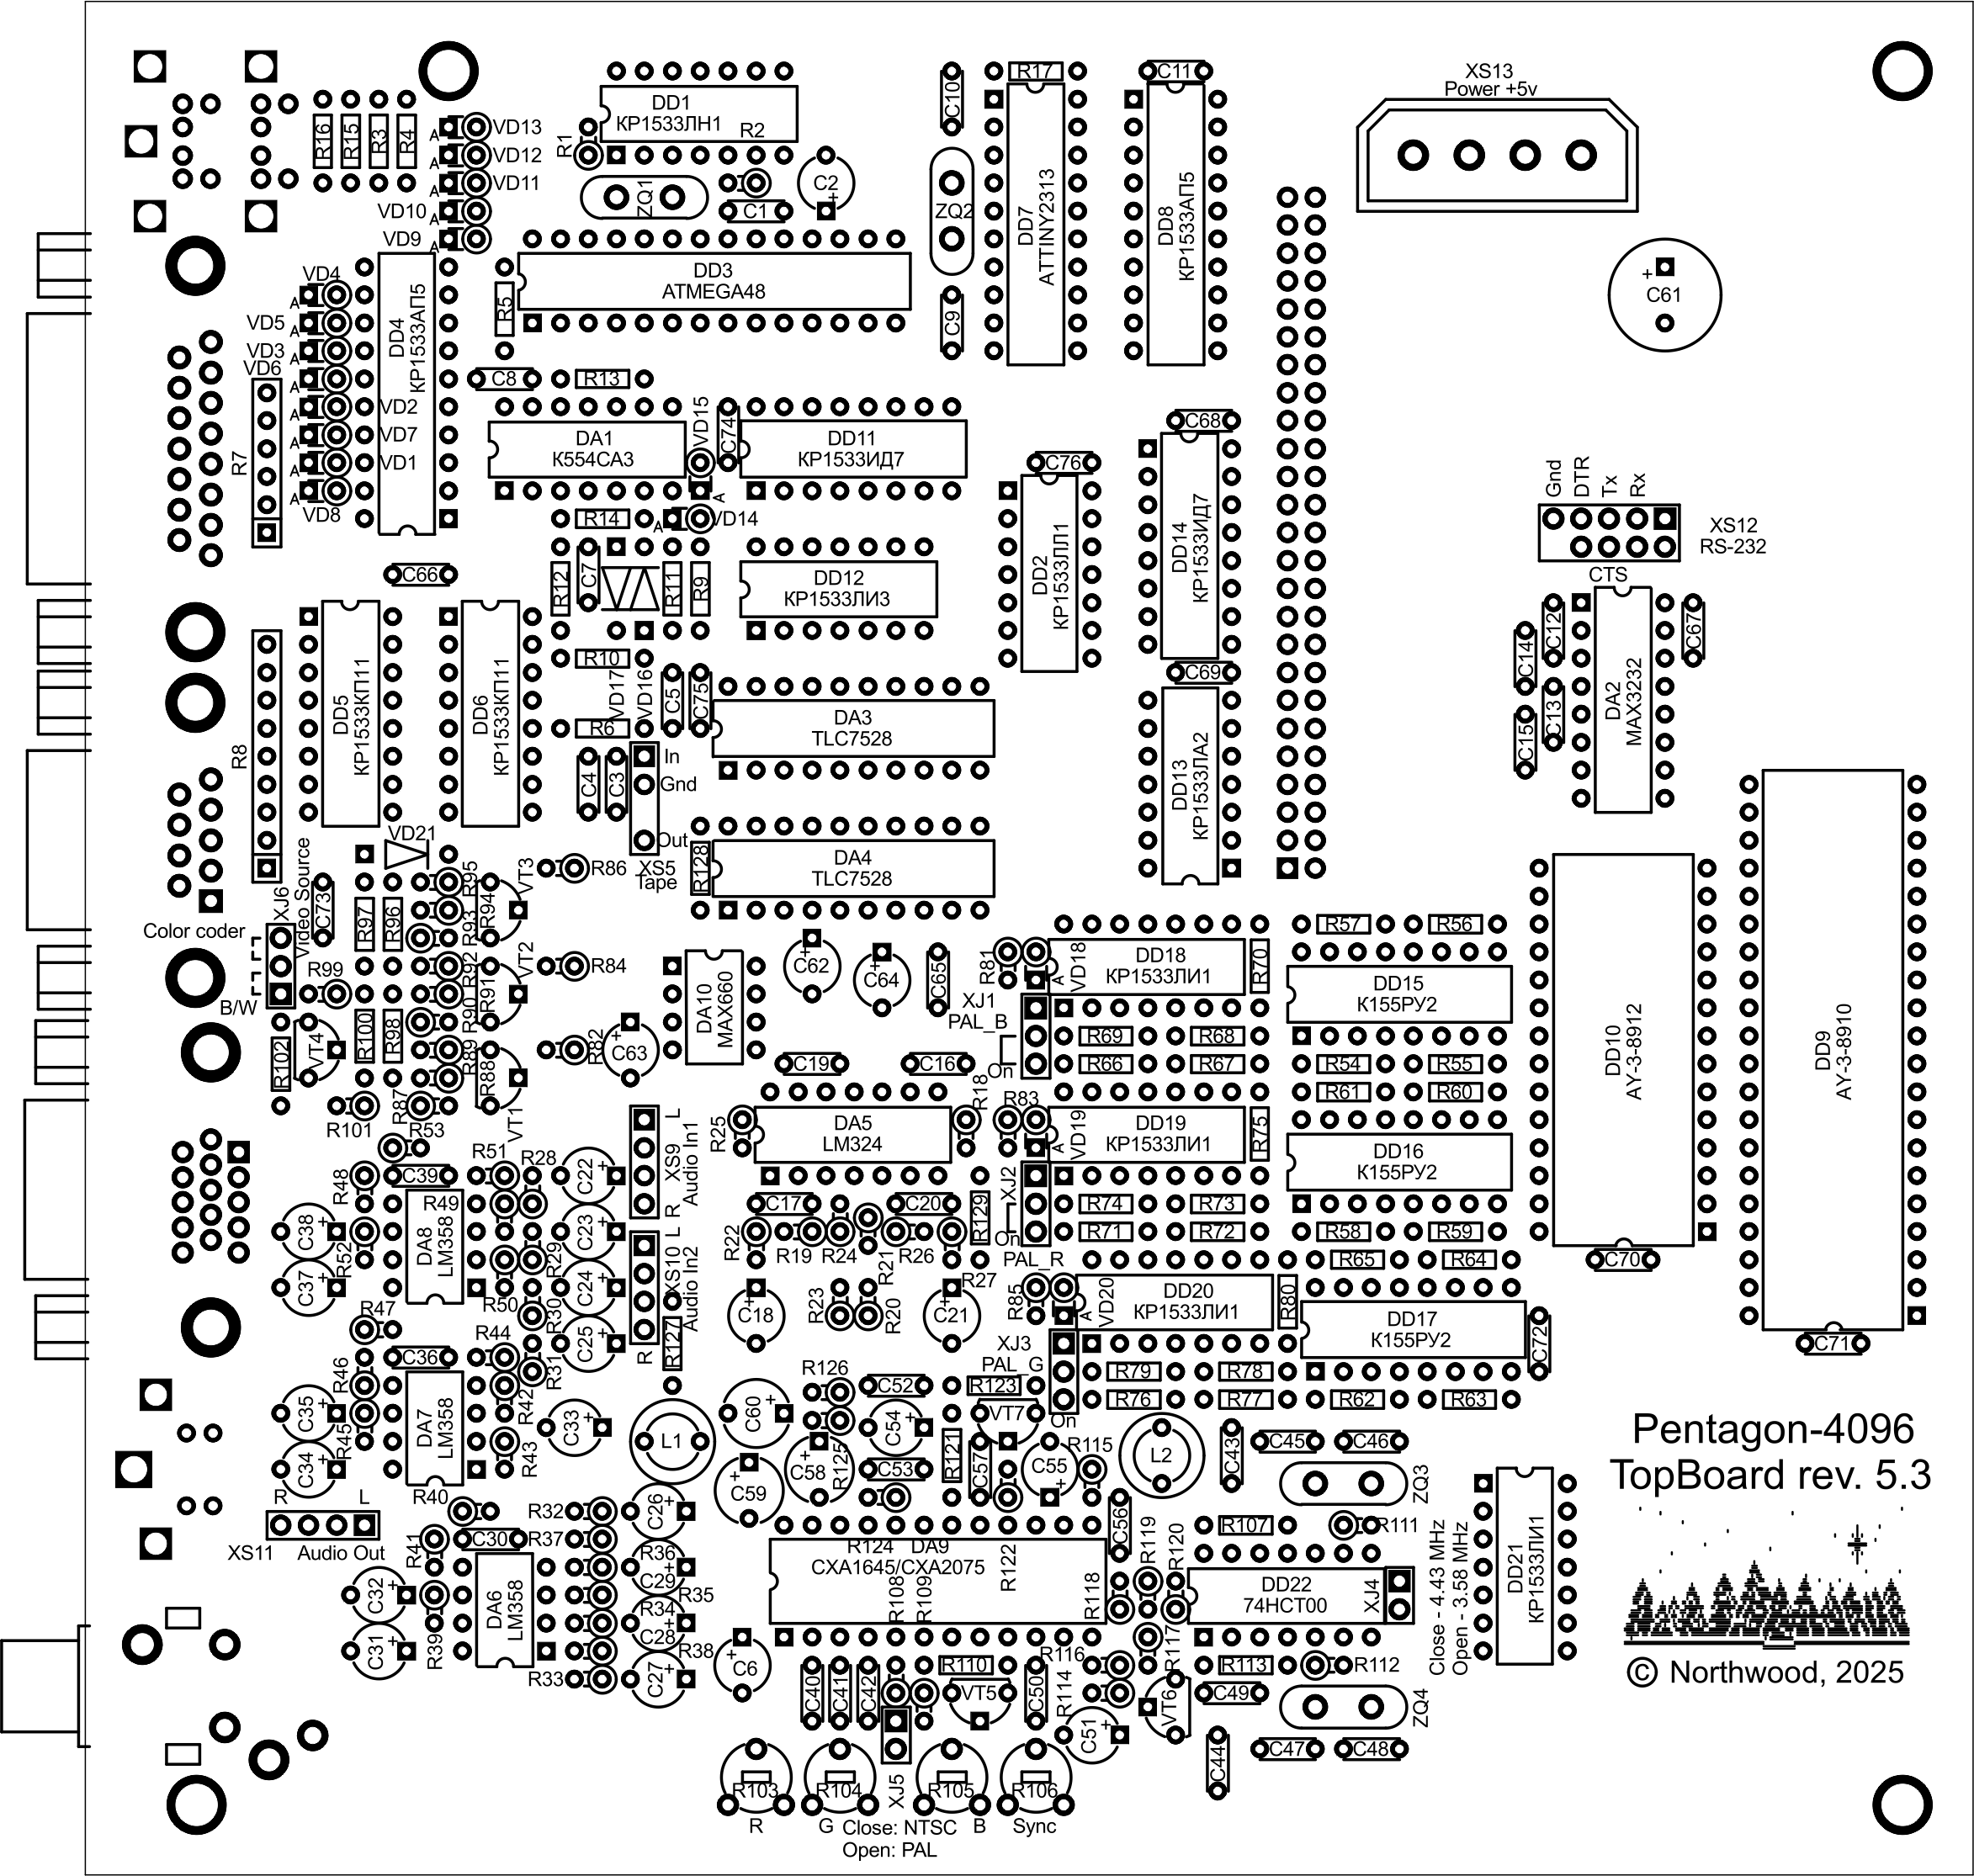 R17
C11
XS13
Power +5v
C10
DD1
КР1533ЛН1
R2
R1
R16
R15
R3
R4
A
VD13
A
VD12
A
VD11
VD10
A
VD9
A
ZQ1
C1
C2
+
ZQ2
DD7
ATTINY2313
DD8
КР1533АП5
DD3
ATMEGA48
+
C61
VD4
A
VD5
A
VD3
A
VD6
A
VD2
A
VD7
A
VD1
A
VD8
A
R7
DD4
КР1533АП5
R5
C9
C8
R13
VD15
A
C74
DA1
К554СА3
DD11
КР1533ИД7
C68
C76
R14
A
VD14
R12
C7
R11
R9
DD12
КР1533ЛИ3
DD2
КР1533ЛЛ1
DD14
КР1533ИД7
Gnd
DTR
Tx
Rx
XS12
RS-232
CTS
C66
DD5
КР1533КП11
DD6
КР1533КП11
R10
VD17
VD16
C5
C75
C69
C14
C12
C67
C15
C13
DA2
MAX3232
R8
R6
DA3
TLC7528
In
Gnd
Out
C4
C3
XS5
Tape
DD13
КР1533ЛА2
VD21
R86
R128
DA4
TLC7528
XJ6
Video Source
Color coder
B/W
C73
R97
R96
R95
R94
R93
VT3
R99
R92
R91
R90
VT2
R84
DA10
MAX660
+
C62
+
C64
C65
R81
VD18
A
DD18
КР1533ЛИ1
R70
R57
R56
DD15
К155РУ2
DD10
AY-3-8912
DD9
AY-3-8910
XJ1
PAL_B
On
R69
R68
R66
R67
R54
R55
R61
R60
R102
VT4
R100
R98
R89
R88
VT1
R82
+
C63
C19
C16
R18
R101
R87
R53
R25
DA5
LM324
R83
VD19
A
DD19
КР1533ЛИ1
R75
DD16
К155РУ2
R48
C39
R51
R28
C22
+
XS9
Audio In1
L
R
C17
C20
R129
XJ2
On
PAL_R
R74
R73
R71
R72
R58
R59
C38
+
R52
R49
DA8
LM358
C23
+
R29
XS10
Audio In2
L
R
R22
R19
R24
R21
R26
R65
R64
C70
C37
+
R50
C24
+
R30
R127
+
C18
R23
R20
+
C21
R27
R85
VD20
A
DD20
КР1533ЛИ1
R80
DD17
К155РУ2
C72
C71
R47
R46
C36
R44
R31
C25
+
XJ3
PAL_G
On
R79
R78
R76
R77
R62
R63
C35
+
R45
DA7
LM358
R42
C33
+
L1
C60
+
R126
C52
R123
VT7
C34
+
R43
C59
+
C58
+
R125
C54
+
C53
R121
C57
C55
+
R115
L2
C43
C45
C46
ZQ3
Pentagon-4096
TopBoard rev. 5.3
R
L
XS11
Audio Out
R40
R32
C26
+
R41
C30
R37
R36
C29
+
R124
DA9
CXA1645/CXA2075
R122
C56
R119
R120
R107
R111
Close - 4.43 MHz
Open - 3.58 MHz
DD21
КР1533ЛИ1
C32
+
R39
DA6
LM358
R35
R34
C28
+
R108
R109
R118
DD22
74HCT00
XJ4
C31
+
R38
R33
C27
+
+
C6
C40
C41
C42
R110
VT5
C50
R116
R114
R117
VT6
R113
R112
C49
ZQ4
© Northwood, 2025
C51
+
C44
C47
C48
R103
R104
XJ5
R105
R106
R
G
Close: NTSC
B
Sync
Open: PAL